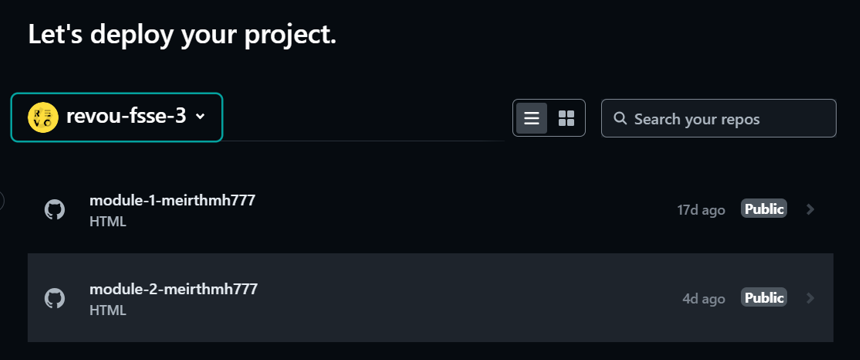 Let's deploy your project.
revou-fsse-3
Search your repos
module-1-meirthmh777
17d ago
Public
HTML
module-2-meirthmh777
4d ago
Public
HTML